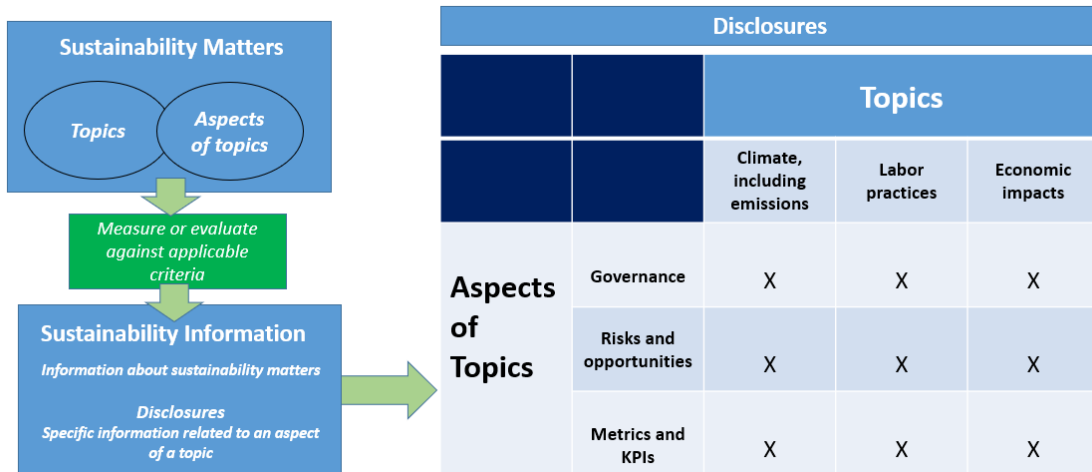 Sustainability Matters
Topics
Aspects
of topics
Measure or evaluate
against applicable
criteria
Sustainability Information
Information about sustainability matters
Disclosures
Specific information related to an aspect
of a topic
Disclosures
Topics
Climate,
including
emissions
Labor
practices
Economic
impacts
Aspects
of
Topics
Governance
X X X
Risks and
opportunities
X X X
Metrics and
KPIs
X X X